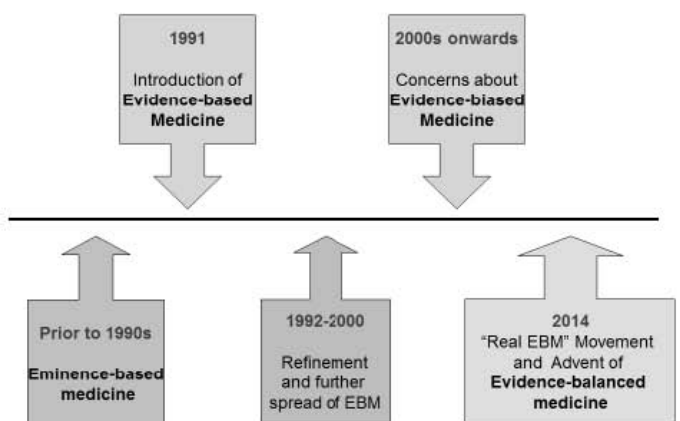 1991
Introduction of
Evidence-based
Medicine
2000s onwards
Concerns about
Evidence-biased
Medicine
Prior to 1990s
Eminence-based
medicine
1992-2000
Refinement
and further
spread of EBM
2014
"Real EBM" Movement
and Advent of
Evidence-balanced
medicine